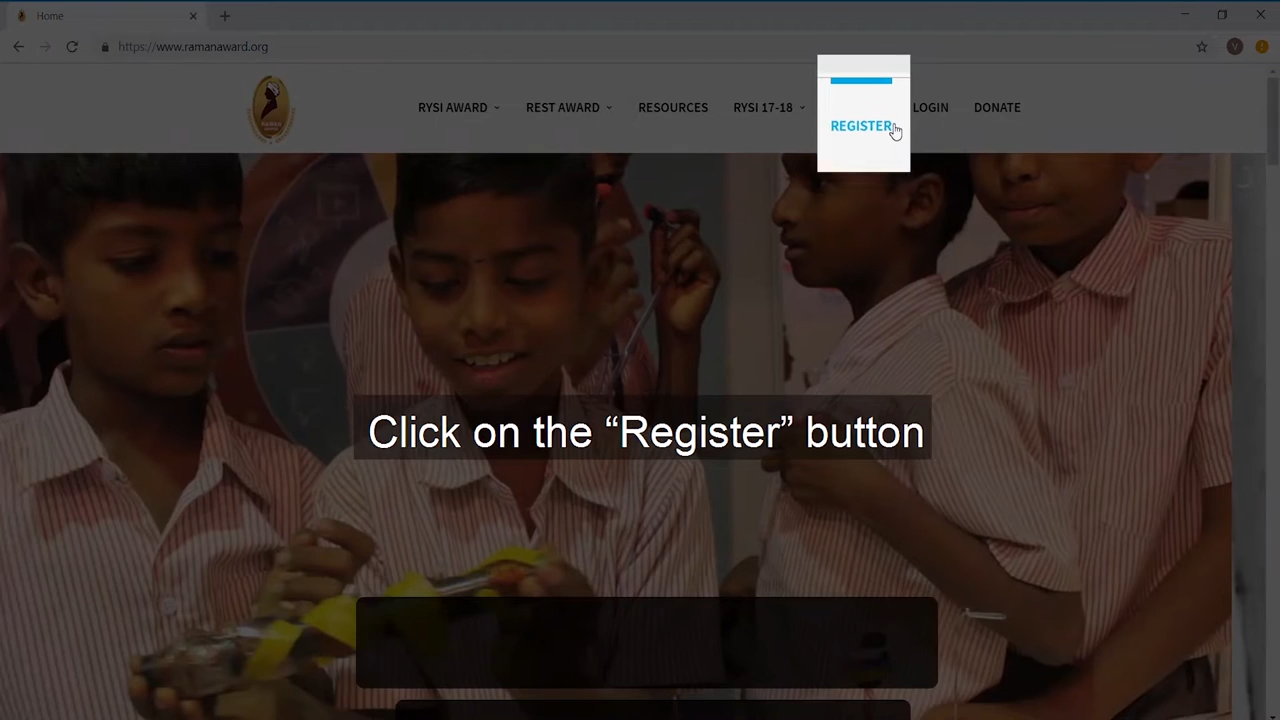 Home
https://www.ramanaward.org
RYSI AWARD
REST AWARD
RESOURCES
RYSI 17-18
REGISTER
LOGIN
DONATE
V
Click on the “Register” button